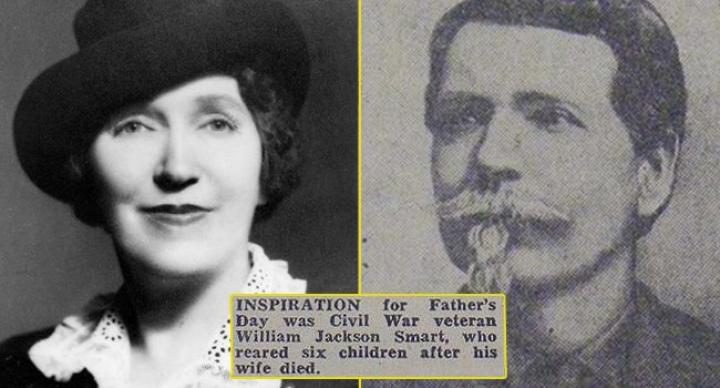 INSPIRATION for Father's
Day was Civil War veteran
William Jackson Smart, who
reared six children after his
wife died.